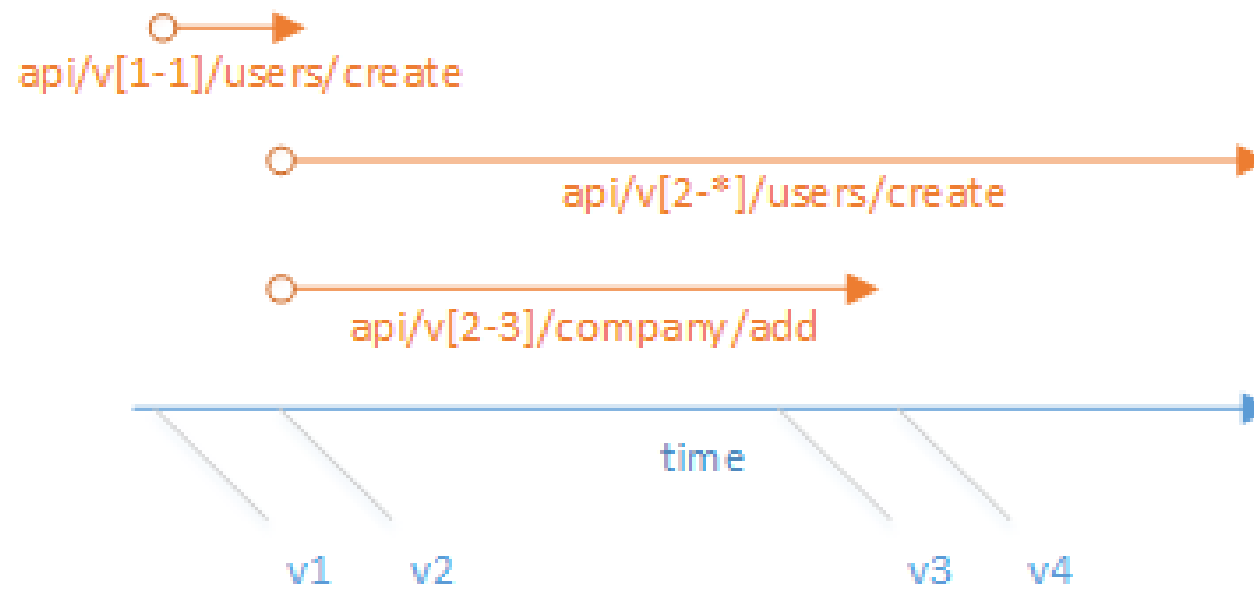 api/v[1-1]/users/create
api/v[2-*]/users/create
api/v[2-3]/company/add
time
v1 v2 v3 v4